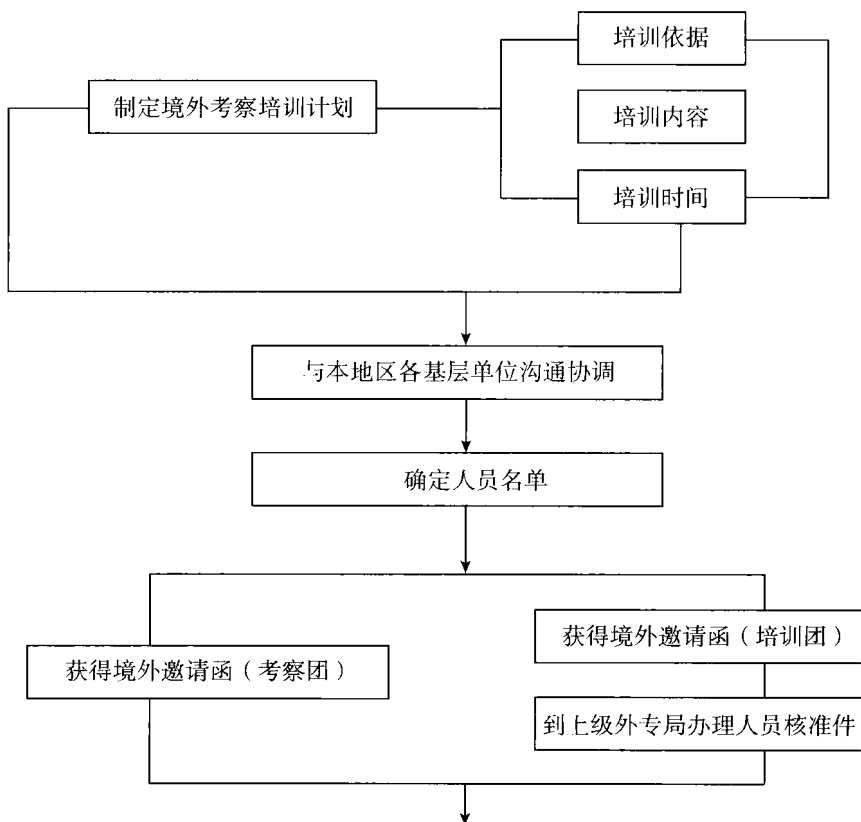 培训依据
制定境外考察培训计划
培训内容
培训时间
与本地区各基层单位沟通协调
确定人员名单
获得境外邀请函（培训团）
获得境外邀请函（考察团）
到上级外专局办理人员核准件